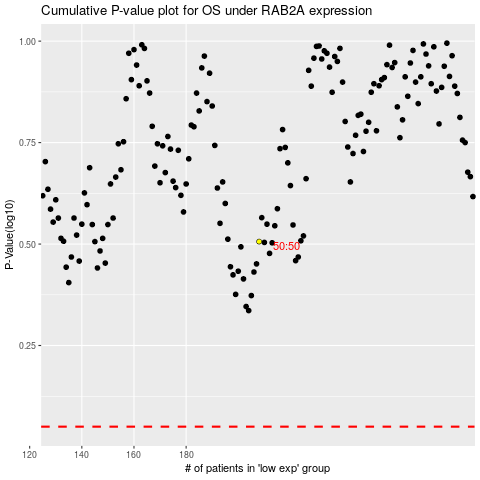 Cumulative P-value plot for OS under RAB2A expression
P-Value(log10)
1.00
0.75
0.50
0.25
50:50
120 140 160 180
# of patients in 'low exp' group